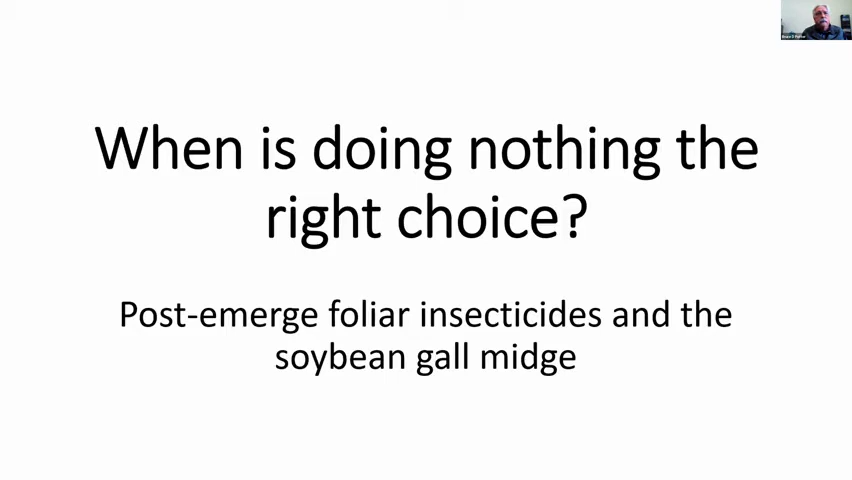 When is doing nothing the
right choice?
Post-emerge foliar insecticides and the
soybean gall midge